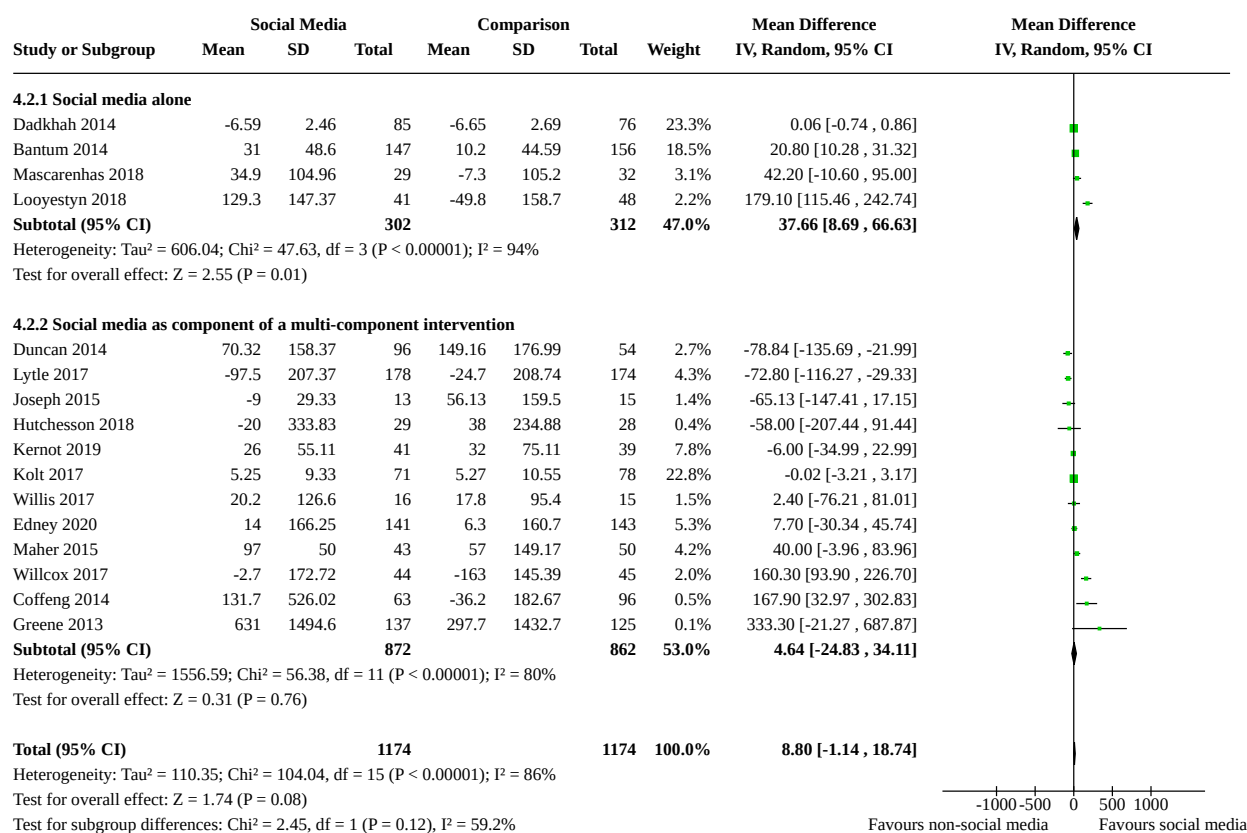 Social Media Comparison Mean Difference Mean Difference
Study or Subgroup Mean SD Total Mean SD Total Weight IV, Random, 95% CI IV, Random, 95% CI
4.2.1 Social media alone
Dadkhah 2014 -6.59 2.46 85 -6.65 2.69 76 23.3% 0.06 [-0.74 , 0.86]
Bantum 2014 31 48.6 147 10.2 44.59 156 18.5% 20.80 [10.28 , 31.32]
Mascarenhas 2018 34.9 104.96 29 -7.3 105.2 32 3.1% 42.20 [-10.60 , 95.00]
Looyestyn 2018 129.3 147.37 41 -49.8 158.7 48 2.2% 179.10 [115.46 , 242.74]
Subtotal (95% CI) 302 312 47.0% 37.66 [8.69 , 66.63]
Heterogeneity: Tau² = 606.04; Chi² = 47.63, df = 3 (P < 0.00001); I² = 94%
Test for overall effect: Z = 2.55 (P = 0.01)
4.2.2 Social media as component of a multi-component intervention
Duncan 2014 70.32 158.37 96 149.16 176.99 54 2.7% -78.84 [-135.69 , -21.99]
Lytle 2017 -97.5 207.37 178 -24.7 208.74 174 4.3% -72.80 [-116.27 , -29.33]
Joseph 2015 -9 29.33 13 56.13 159.5 15 1.4% -65.13 [-147.41 , 17.15]
Hutchesson 2018 -20 333.83 29 38 234.88 28 0.4% -58.00 [-207.44 , 91.44]
Kernot 2019 26 55.11 41 32 75.11 39 7.8% -6.00 [-34.99 , 22.99]
Kolt 2017 5.25 9.33 71 5.27 10.55 78 22.8% -0.02 [-3.21 , 3.17]
Willis 2017 20.2 126.6 16 17.8 95.4 15 1.5% 2.40 [-76.21 , 81.01]
Edney 2020 14 166.25 141 6.3 160.7 143 5.3% 7.70 [-30.34 , 45.74]
Maher 2015 97 50 43 57 149.17 50 4.2% 40.00 [-3.96 , 83.96]
Willcox 2017 -2.7 172.72 44 -163 145.39 45 2.0% 160.30 [93.90 , 226.70]
Coffeng 2014 131.7 526.02 63 -36.2 182.67 96 0.5% 167.90 [32.97 , 302.83]
Greene 2013 631 1494.6 137 297.7 1432.7 125 0.1% 333.30 [-21.27 , 687.87]
Subtotal (95% CI) 872 862 53.0% 4.64 [-24.83 , 34.11]
Heterogeneity: Tau² = 1556.59; Chi² = 56.38, df = 11 (P < 0.00001); I² = 80%
Test for overall effect: Z = 0.31 (P = 0.76)
Total (95% CI) 1174 1174 100.0% 8.80 [-1.14 , 18.74]
Heterogeneity: Tau² = 110.35; Chi² = 104.04, df = 15 (P < 0.00001); I² = 86%
Test for overall effect: Z = 1.74 (P = 0.08) -1000 -500 0 500 1000
Test for subgroup differences: Chi² = 2.45, df = 1 (P = 0.12), I² = 59.2% Favours non-social media Favours social media